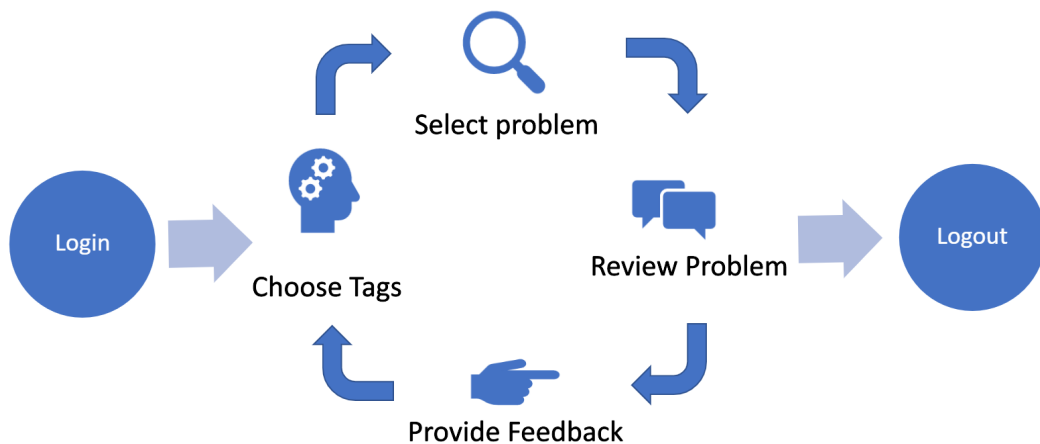 Select problem
Login
Choose Tags
Review Problem
Logout
Provide Feedback